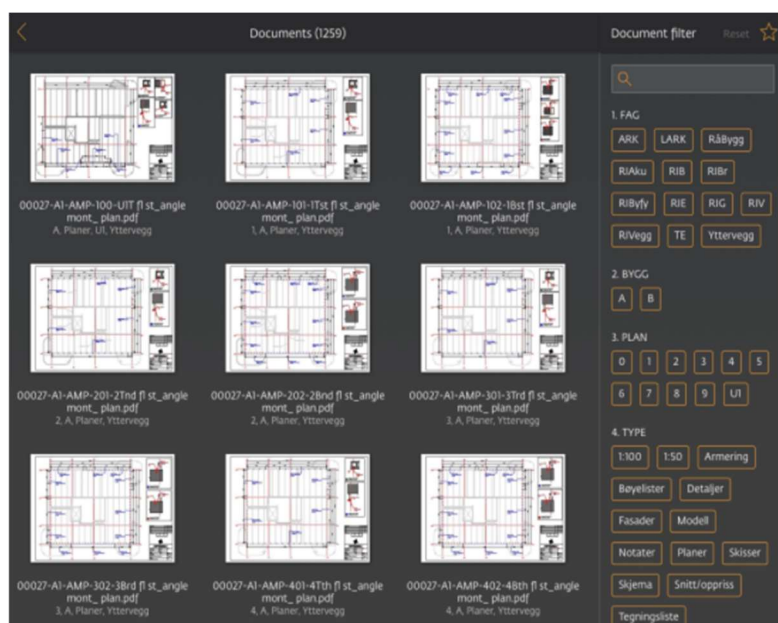 Documents (1259)
00027-A1-AMP-100-U1T fl st_angle
mont_ plan.pdf
A, Planer, U1, Yttervegg
00027-A1-AMP-101-1Tst fl st_angle
mont_ plan.pdf
1, A, Planer, Yttervegg
00027-A1-AMP-102-1Bst fl st_angle
mont_ plan.pdf
1, A, Planer, Yttervegg
00027-A1-AMP-201-2Tnd fl st_angle
mont_ plan.pdf
2, A, Planer, Yttervegg
00027-A1-AMP-202-2Bnd fl st_angle
mont_ plan.pdf
2, A, Planer, Yttervegg
00027-A1-AMP-301-3Trd fl st_angle
mont_ plan.pdf
3, A, Planer, Yttervegg
00027-A1-AMP-302-3Brd fl st_angle
mont_ plan.pdf
3, A, Planer, Yttervegg
00027-A1-AMP-401-4Tth fl st_angle
mont_ plan.pdf
4, A, Planer, Yttervegg
00027-A1-AMP-402-4Bth fl st_angle
mont_ plan.pdf
4, A, Planer, Yttervegg
Document filter Reset
1. FAG
ARK LARK RåBygg
RIAku RIB RIBr
RIByfy RIE RIG RIV
RIVegg TE Yttervegg
2. BYGG
A B
3. PLAN
0 1 2 3 4 5
6 7 8 9 U1
4. TYPE
1:100 1:50 Armering
Bøyelister Detaljer
Fasader Modell
Notater Planer Skisser
Skjema Snitt/oppriss
Tegningsliste